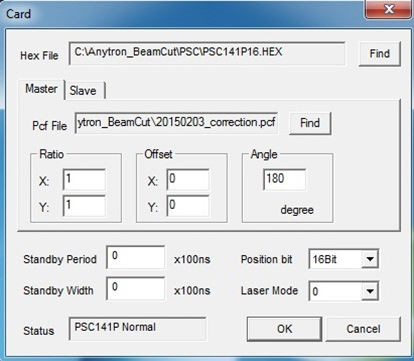 Card
Hex File C:\Anytron_BeamCut\PSC\PSC141P16.HEX Find
Master Slave
Pcf File ytron_BeamCut\20150203_correction.pcf Find
Ratio Offset Angle
X: 1 X: 0 180
Y: 1 Y: 0 degree
Standby Period 0 x100ns Position bit 16Bit
Standby Width 0 x100ns Laser Mode 0
Status PSC141P Normal OK Cancel